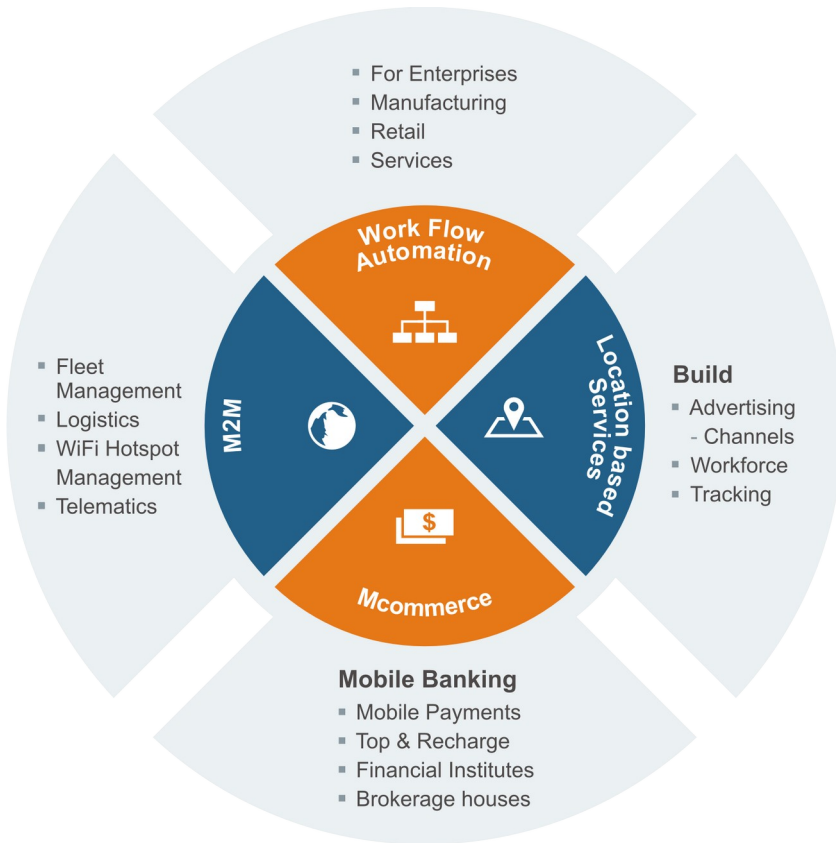 ■ For Enterprises
■ Manufacturing
■ Retail
■ Services
Work Flow
Automation
■ Fleet
Management
■ Logistics
■ WiFi Hotspot
Management
■ Telematics
M2M
Location based
Services
Build
■ Advertising
- Channels
■ Workforce
■ Tracking
$
Mcommerce
Mobile Banking
■ Mobile Payments
■ Top & Recharge
■ Financial Institutes
■ Brokerage houses